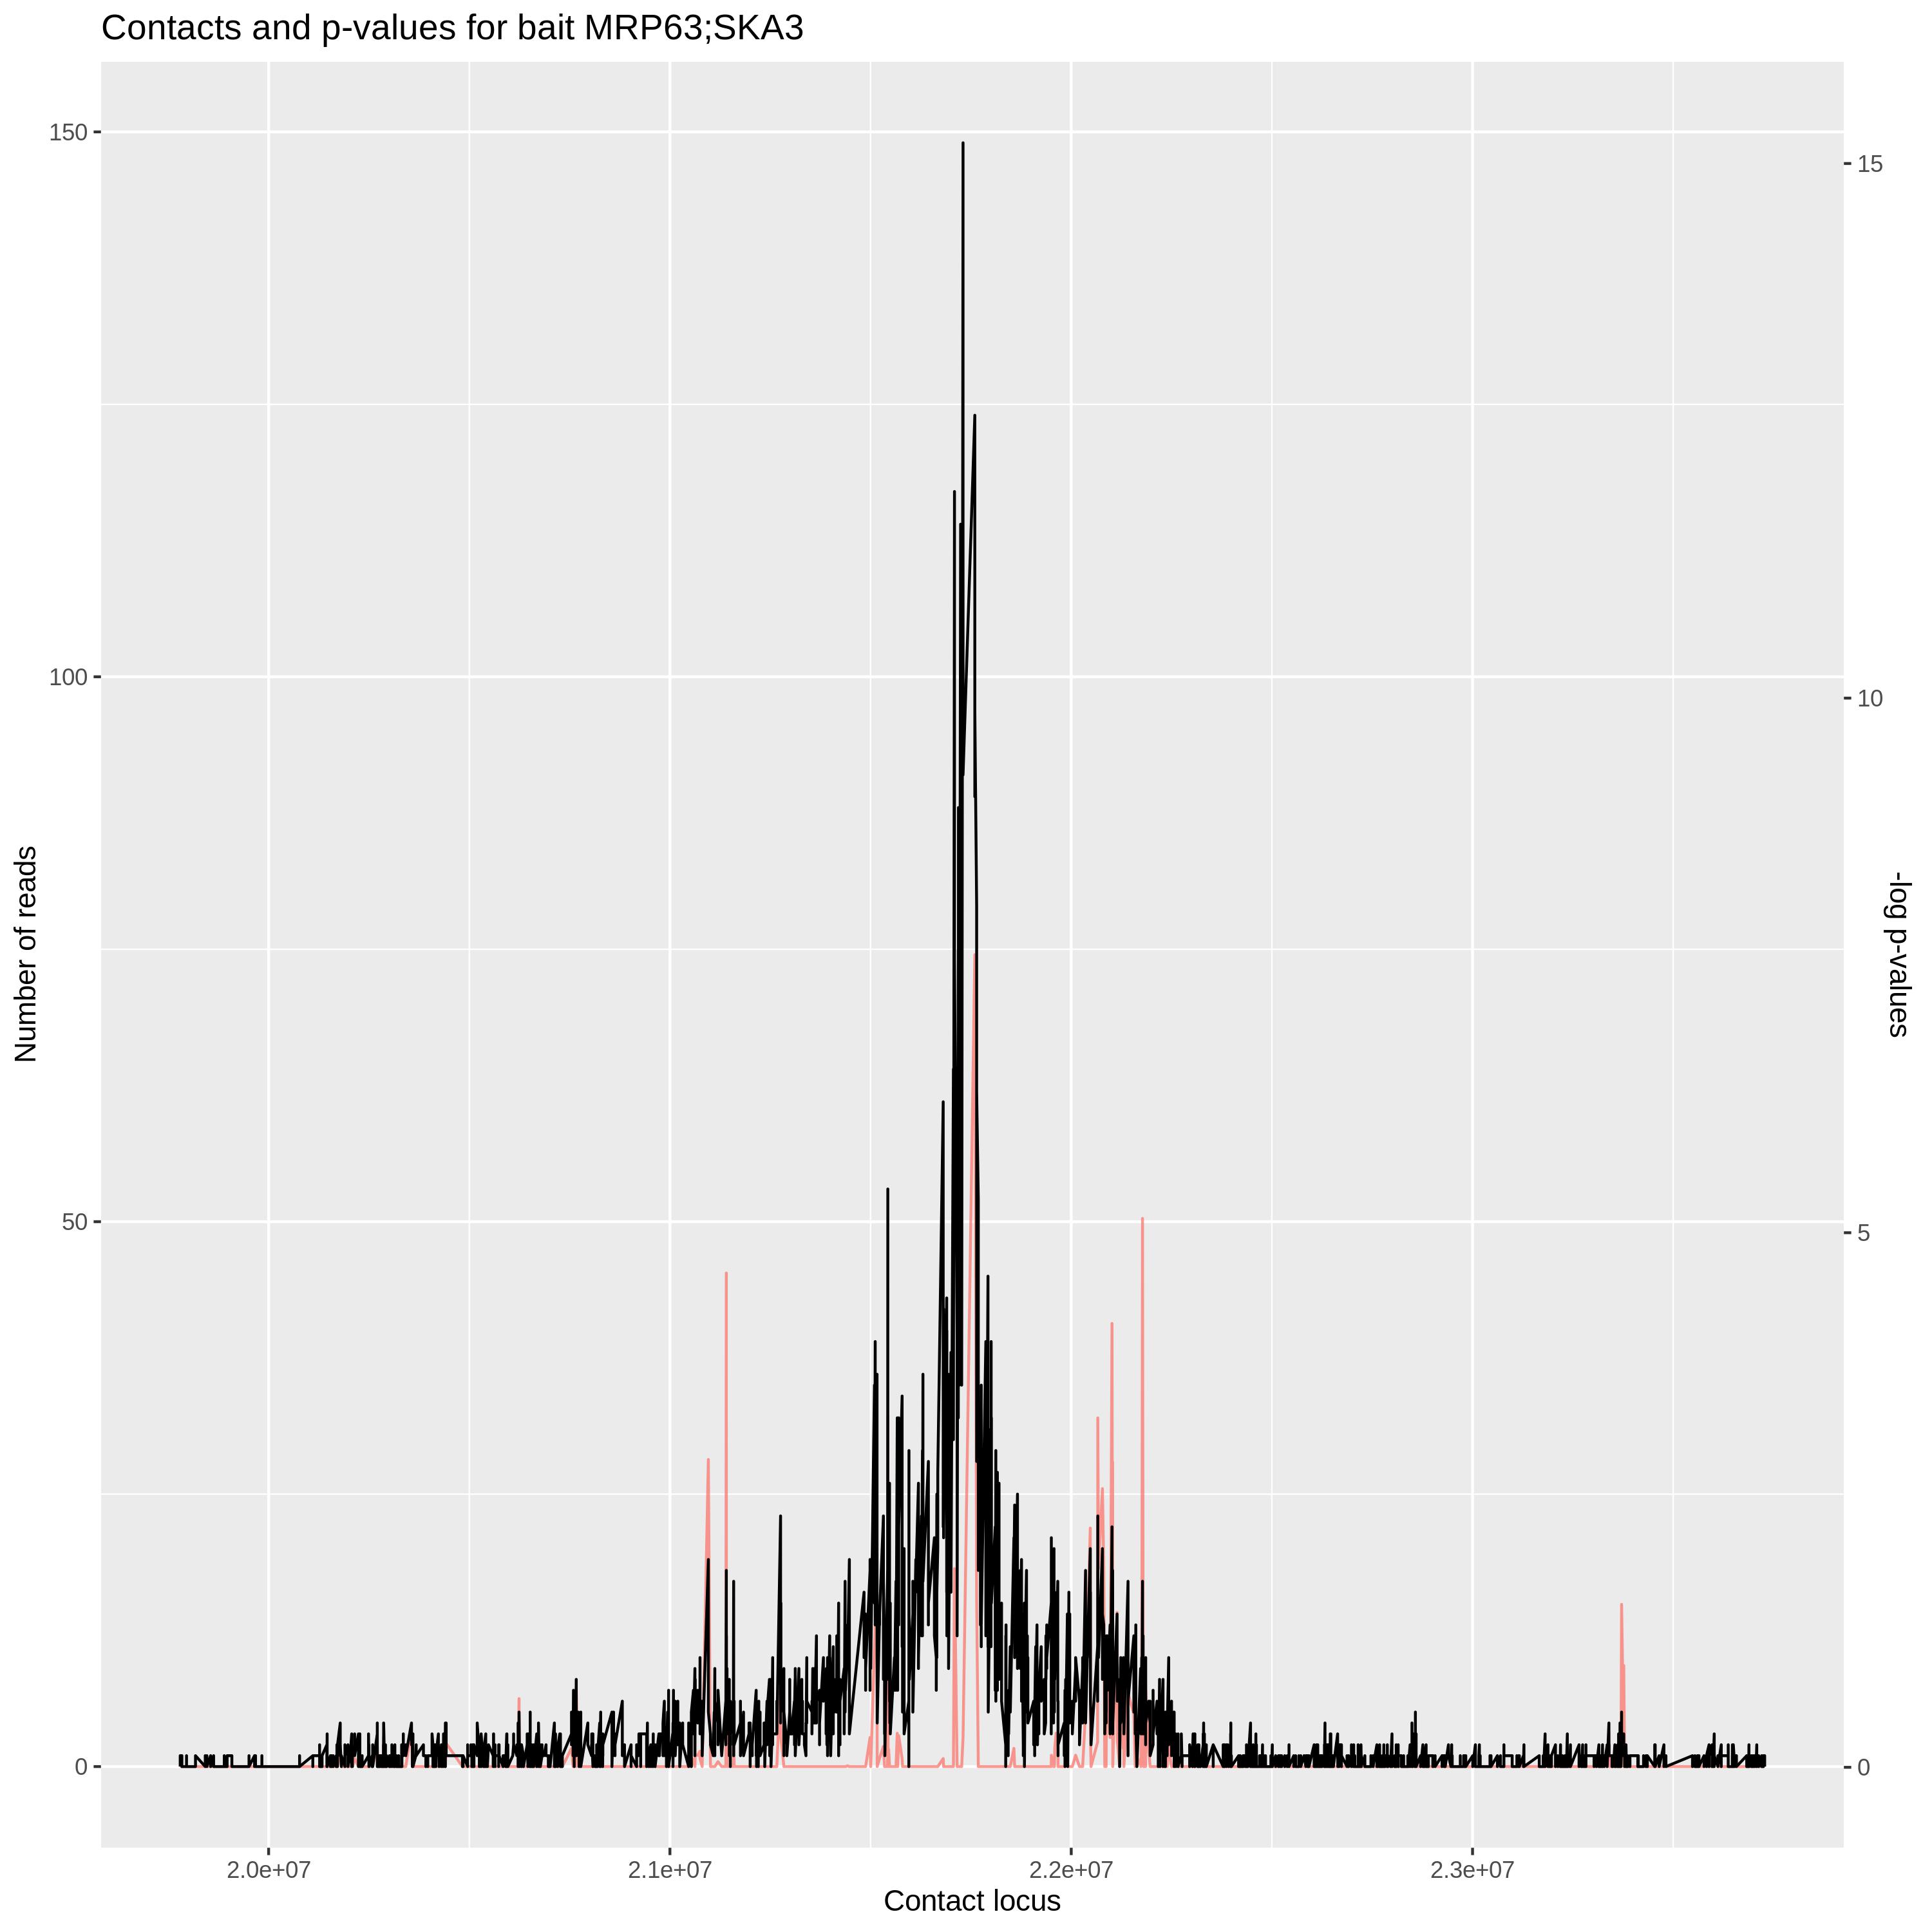 Contacts and p-values for bait MRP63;SKA3
150
100
50
0
Number of reads
15
10
5
0
-log p-values
2.0e+07
2.1e+07
2.2e+07
2.3e+07
Contact locus